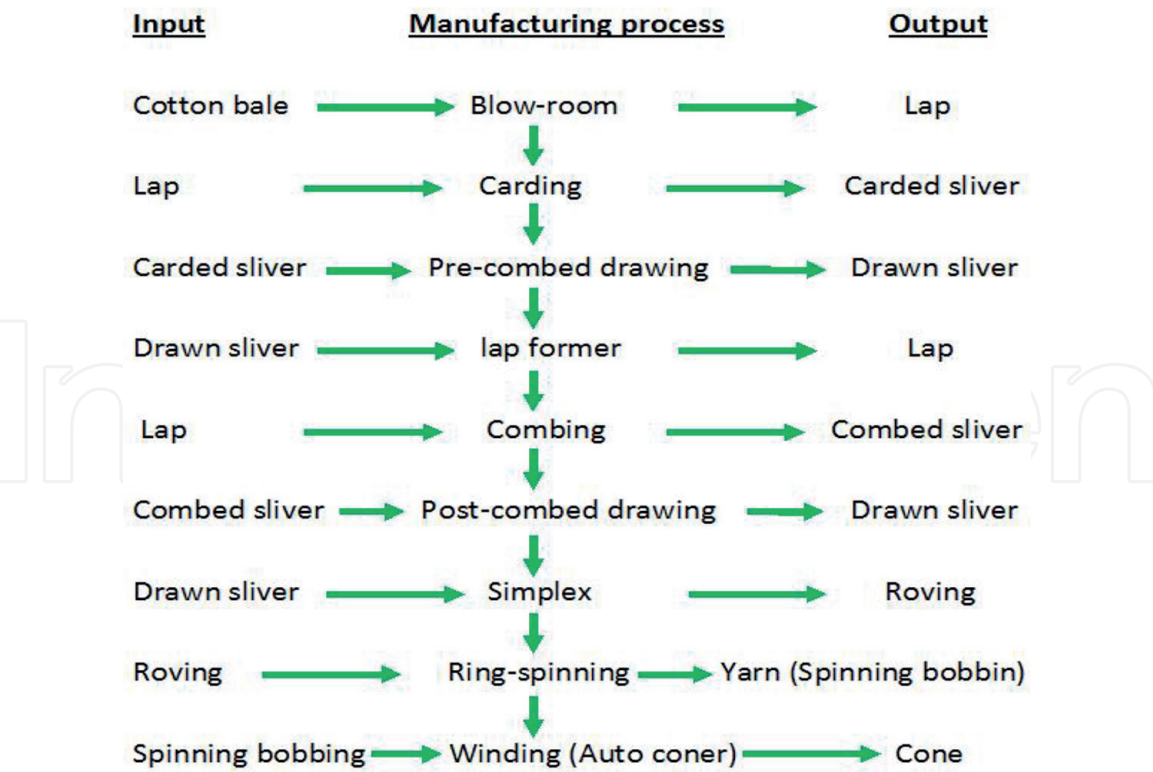 Input Manufacturing process Output
Cotton bale Blow-room Lap
Lap Carding Carded sliver
Carded sliver Pre-combed drawing Drawn sliver
Drawn sliver lap former Lap
Lap Combing Combed sliver
Combed sliver Post-combed drawing Drawn sliver
Drawn sliver Simplex Roving
Roving Ring-spinning Yarn (Spinning bobbin)
Spinning bobbing Winding (Auto coner) Cone